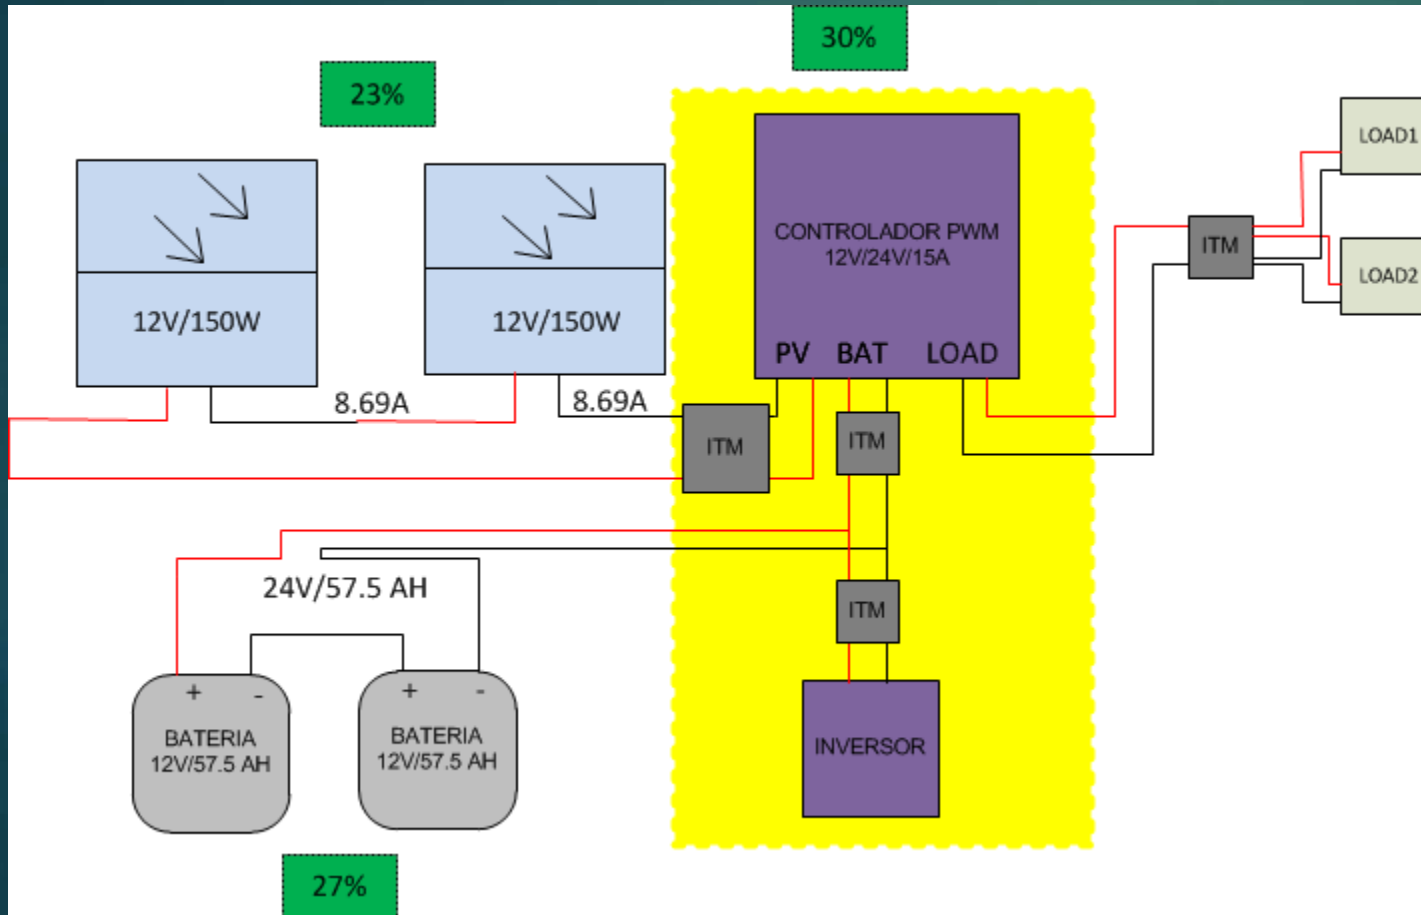 30%
23%
CONTROLADOR PWM
12V/24V/15A
PV BAT LOAD
LOAD1
ITM
LOAD2
12V/150W
12V/150W
8.69A
8.69A
ITM
ITM
24V/57.5 AH
ITM
+ -
BATERIA
12V/57.5 AH
+ -
BATERIA
12V/57.5 AH
INVERSOR
27%